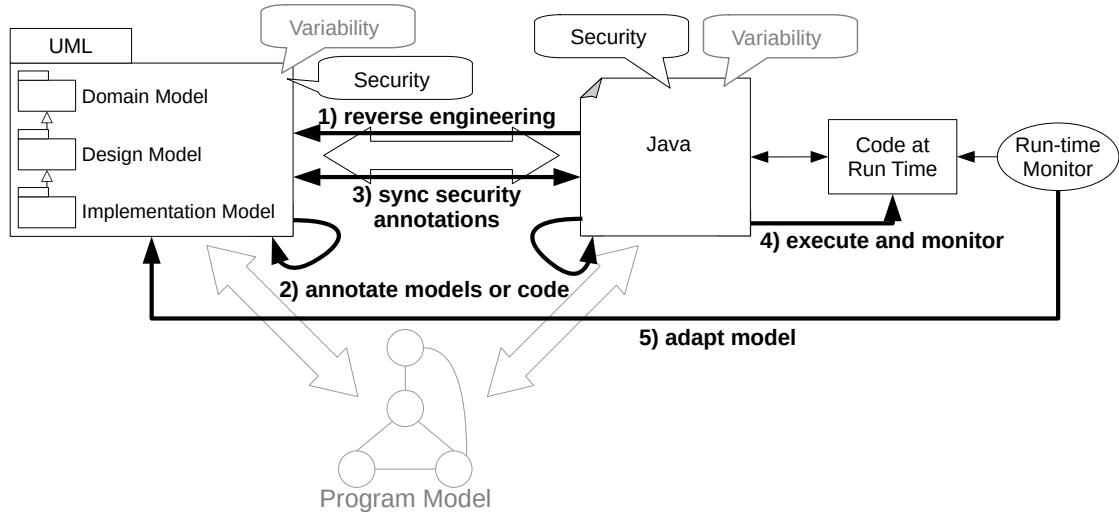 Variability
Security
Variability
UML
Security
Domain Model
1) reverse engineering
Java
Code at
Run Time
Run-time
Monitor
Design Model
3) sync security
annotations
Implementation Model
4) execute and monitor
2) annotate models or code
5) adapt model
Program Model